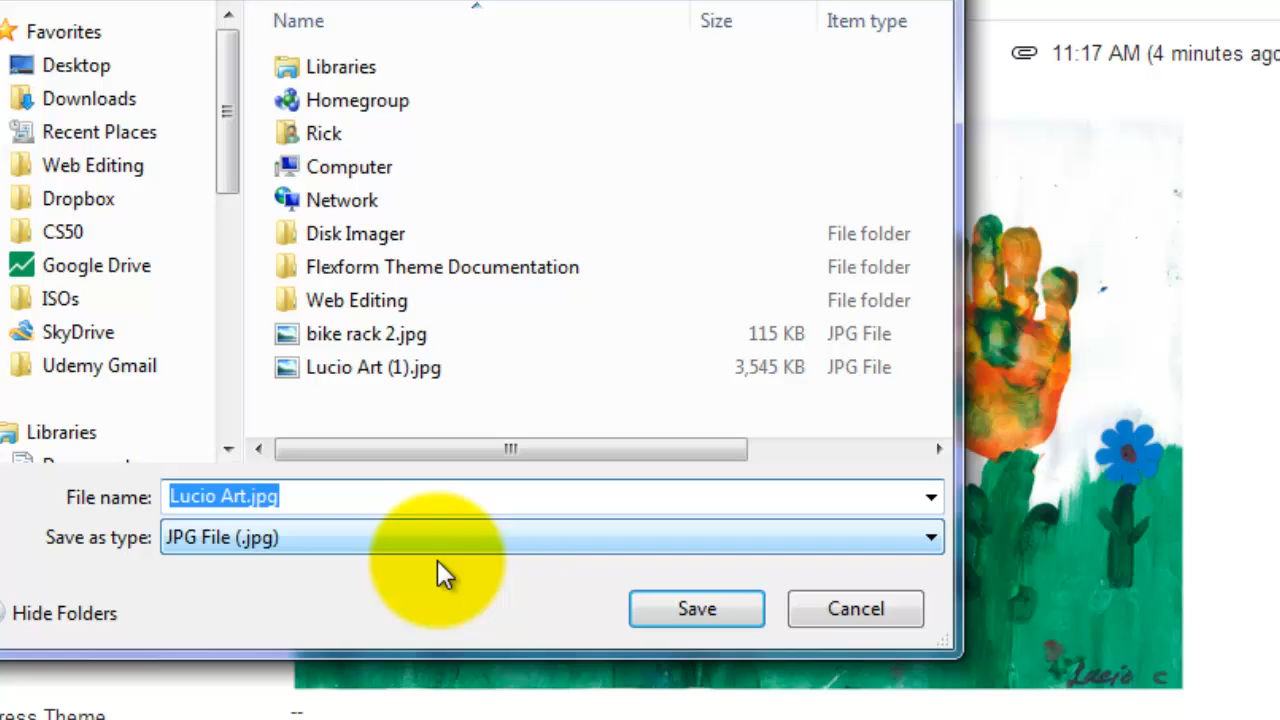 Favorites
Desktop
Downloads
Recent Places
Web Editing
Dropbox
CS50
Google Drive
ISOs
SkyDrive
Udemy Gmail
Libraries
Name Size Item type
Libraries
Homegroup
Rick
Computer
Network
Disk Imager File folder
Flexform Theme Documentation File folder
Web Editing File folder
bike rack 2.jpg 115 KB JPG File
Lucio Art (1).jpg 3,545 KB JPG File
File name: Lucio Art.jpg
Save as type: JPG File (.jpg)
Hide Folders Save Cancel
11:17 AM (4 minutes ago
Lucio C
Theme
--